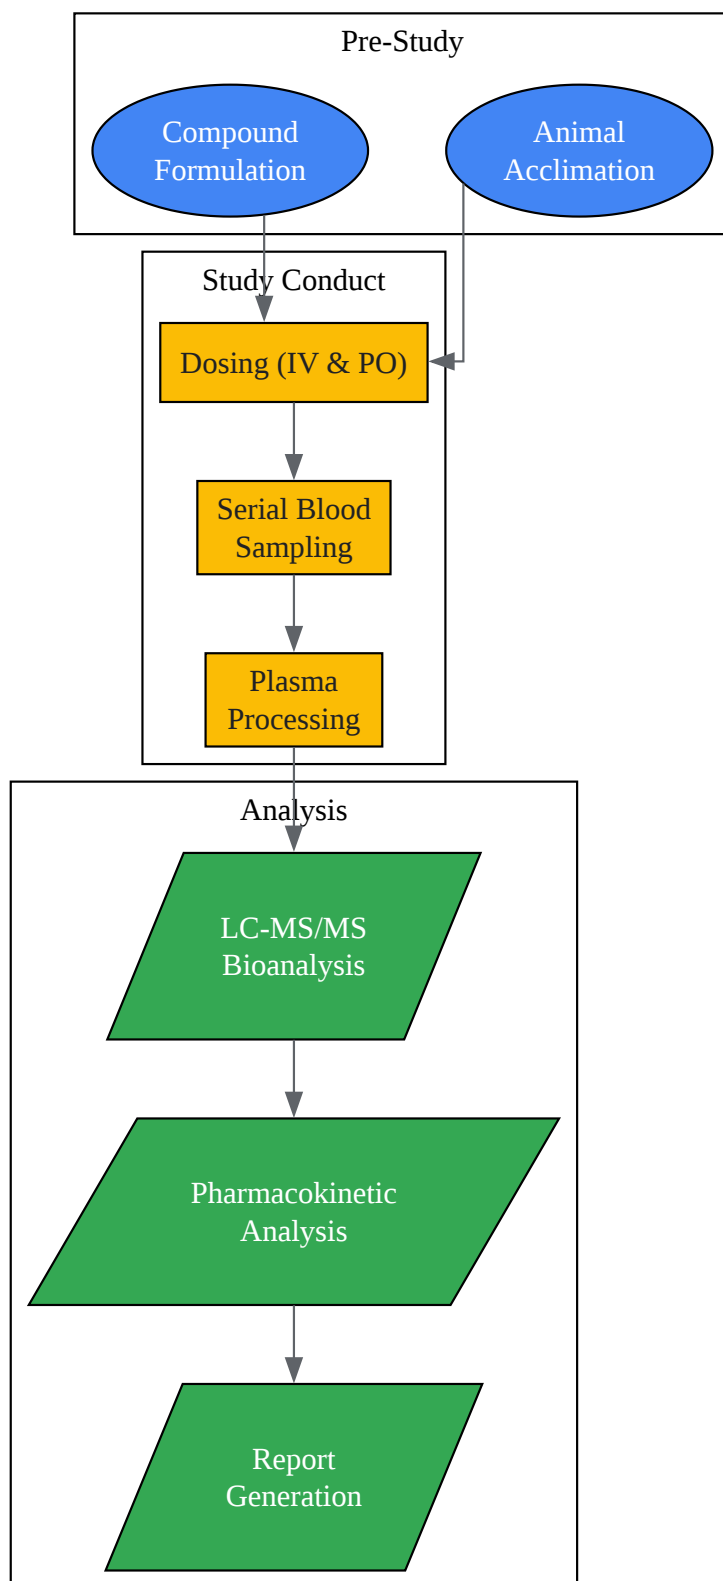 Pre-Study
Compound
Formulation
Animal
Acclimation
Study Conduct
Dosing (IV & PO)
Serial Blood
Sampling
Plasma
Processing
Analysis
LC-MS/MS
Bioanalysis
Pharmacokinetic
Analysis
Report
Generation